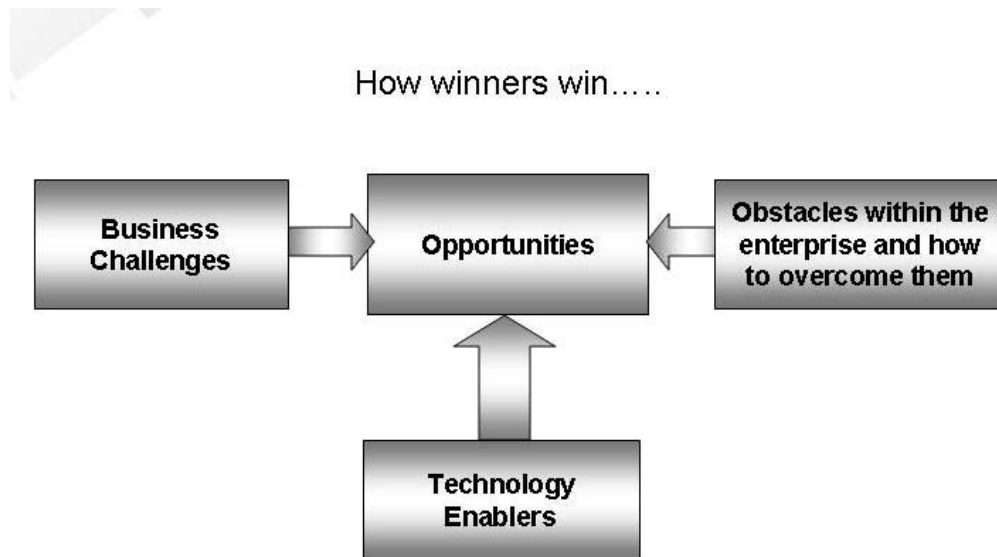 How winners win.....
Business
Challenges
Opportunities
Obstacles within the
enterprise and how
to overcome them
Technology
Enablers